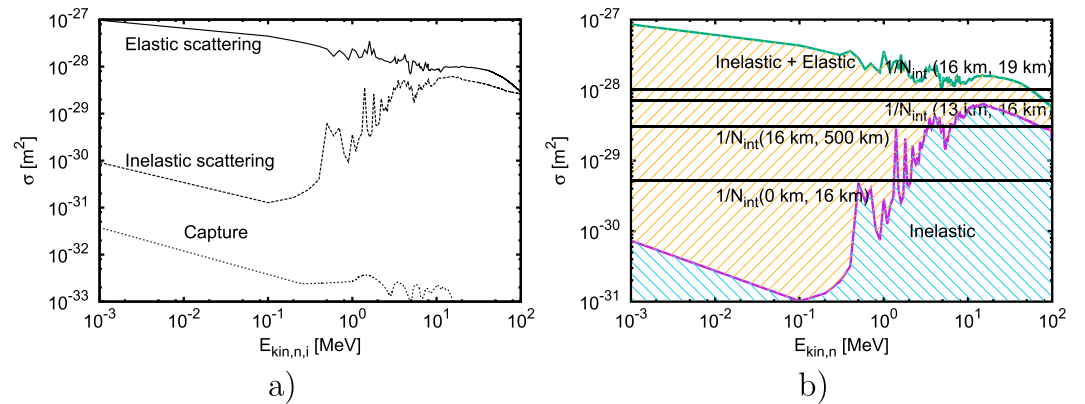 10^-27
10^-28
10^-29
10^-30
10^-31
10^-32
10^-33
σ [m²]
Elastic scattering
Inelastic scattering
Capture
10^-3 10^-2 10^-1 10^0 10^1 10^2
E_kin,n,i [MeV]
a)
10^-27
10^-28
10^-29
10^-30
10^-31
σ [m²]
Inelastic + Elastic
1/N_int(16 km, 19 km)
1/N_int(13 km, 16 km)
1/N_int(16 km, 500 km)
1/N_int(0 km, 16 km)
Inelastic
10^-3 10^-2 10^-1 10^0 10^1 10^2
E_kin,n [MeV]
b)